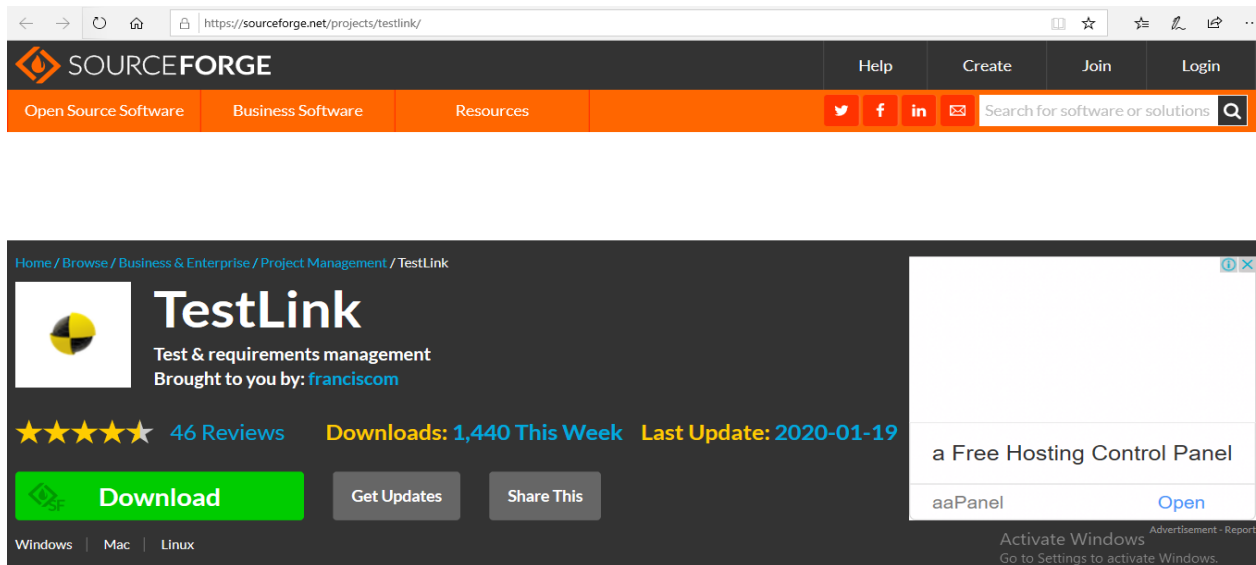 https://sourceforge.net/projects/testlink/
SOURCEFORGE
Help Create Join Login
Open Source Software Business Software Resources
f in Search for software or solutions
Home / Browse / Business & Enterprise / Project Management / TestLink
TestLink
Test & requirements management
Brought to you by: franciscom
46 Reviews Downloads: 1,440 This Week Last Update: 2020-01-19
Download Get Updates Share This
SF
Windows Mac Linux
a Free Hosting Control Panel
aaPanel Open
Advertisement - Report
Activate Windows
Go to Settings to activate Windows.